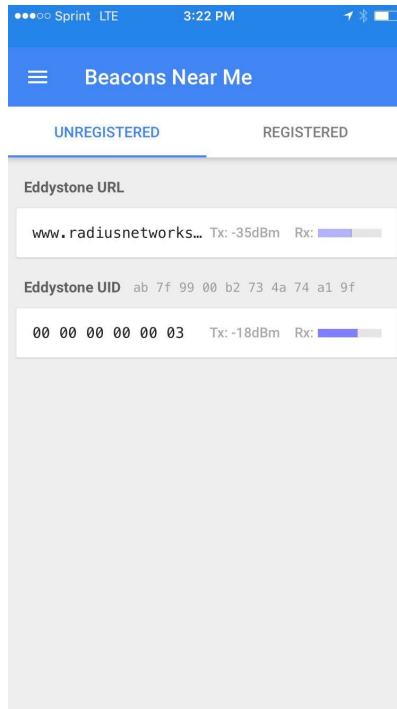 Sprint LTE 3:22 PM
Beacons Near Me
UNREGISTERED REGISTERED
Eddystone URL
www.radiusnetworks… Tx: -35dBm Rx:
Eddystone UID ab 7f 99 00 b2 73 4a 74 a1 9f
00 00 00 00 00 03 Tx: -18dBm Rx: